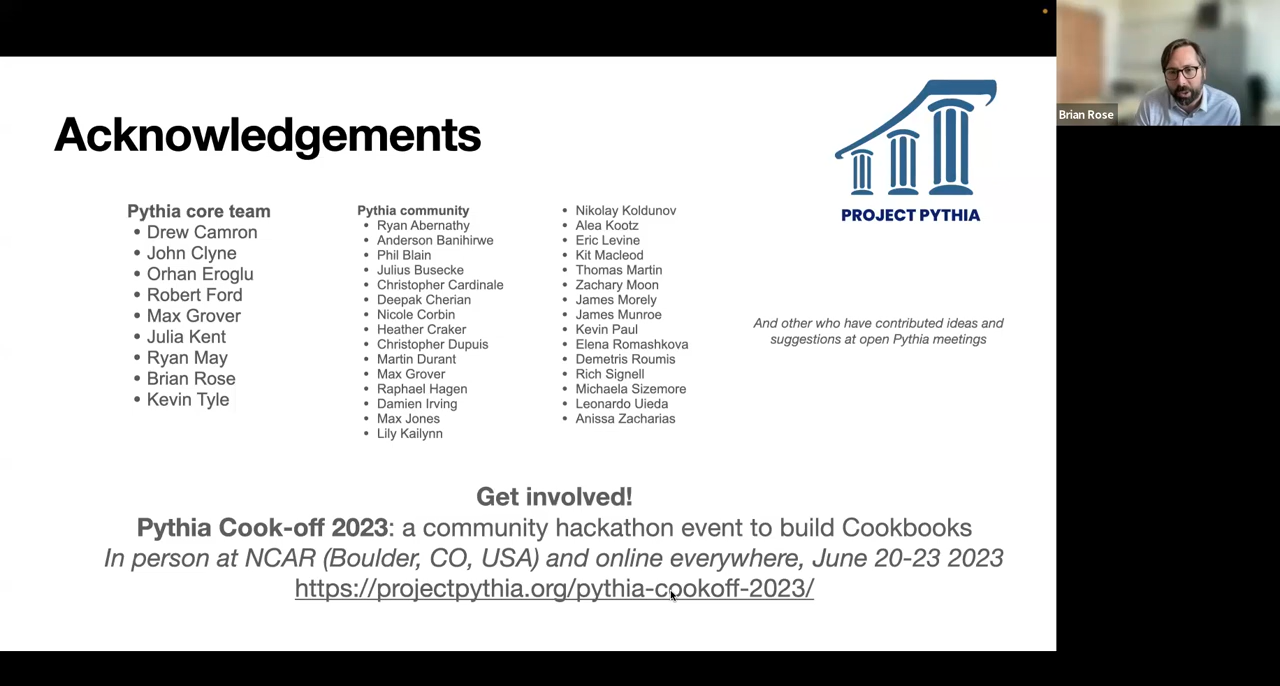 Acknowledgements
PROJECT PYTHIA
Brian Rose
Pythia core team
• Drew Camron
• John Clyne
• Orhan Eroglu
• Robert Ford
• Max Grover
• Julia Kent
• Ryan May
• Brian Rose
• Kevin Tyle
Pythia community
• Ryan Abernathy
• Anderson Banihirwe
• Phil Blain
• Julius Busecke
• Christopher Cardinale
• Deepak Cherian
• Nicole Corbin
• Heather Craker
• Christopher Dupuis
• Martin Durant
• Max Grover
• Raphael Hagen
• Damien Irving
• Max Jones
• Lily Kailynn
• Nikolay Koldunov
• Alea Kootz
• Eric Levine
• Kit Macleod
• Thomas Martin
• Zachary Moon
• James Morely
• James Munroe
• Kevin Paul
• Elena Romashkova
• Demetris Roumis
• Rich Signell
• Michaela Sizemore
• Leonardo Uieda
• Anissa Zacharias
And other who have contributed ideas and
suggestions at open Pythia meetings
Get involved!
Pythia Cook-off 2023: a community hackathon event to build Cookbooks
In person at NCAR (Boulder, CO, USA) and online everywhere, June 20-23 2023
https://projectpythia.org/pythia-cookoff-2023/